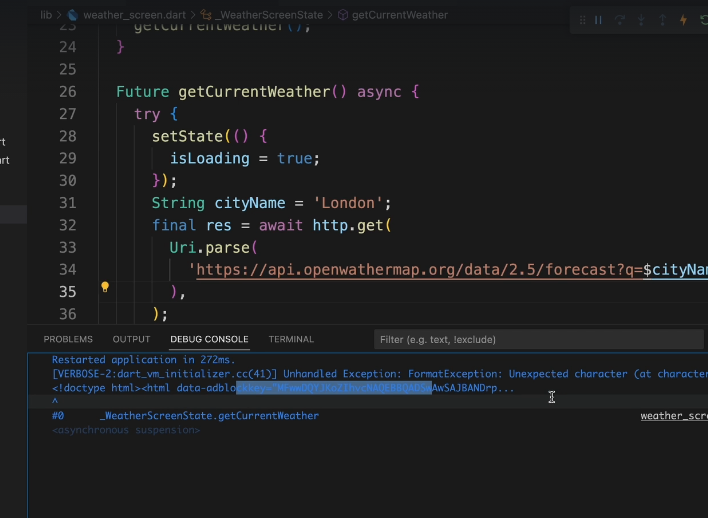 lib > weather_screen.dart > _WeatherScreenState > getCurrentWeather
23 getCurrentWeather();
24 }
25
26 Future getCurrentWeather() async {
27 try {
28 setState(() {
29 isLoading = true;
30 });
31 String cityName = 'London';
32 final res = await http.get(
33 Uri.parse(
34 'https://api.openwathermap.org/data/2.5/forecast?q=$cityNam
35 ),
36 );
rt
art
PROBLEMS OUTPUT DEBUG CONSOLE TERMINAL Filter (e.g. text, !exclude)
Restarted application in 272ms.
[VERBOSE-2:dart_vm_initializer.cc(41)] Unhandled Exception: FormatException: Unexpected character (at character
<!doctype html><html data-adblo
^
#0 _WeatherScreenState.getCurrentWeather weather_scre
<asynchronous suspension>